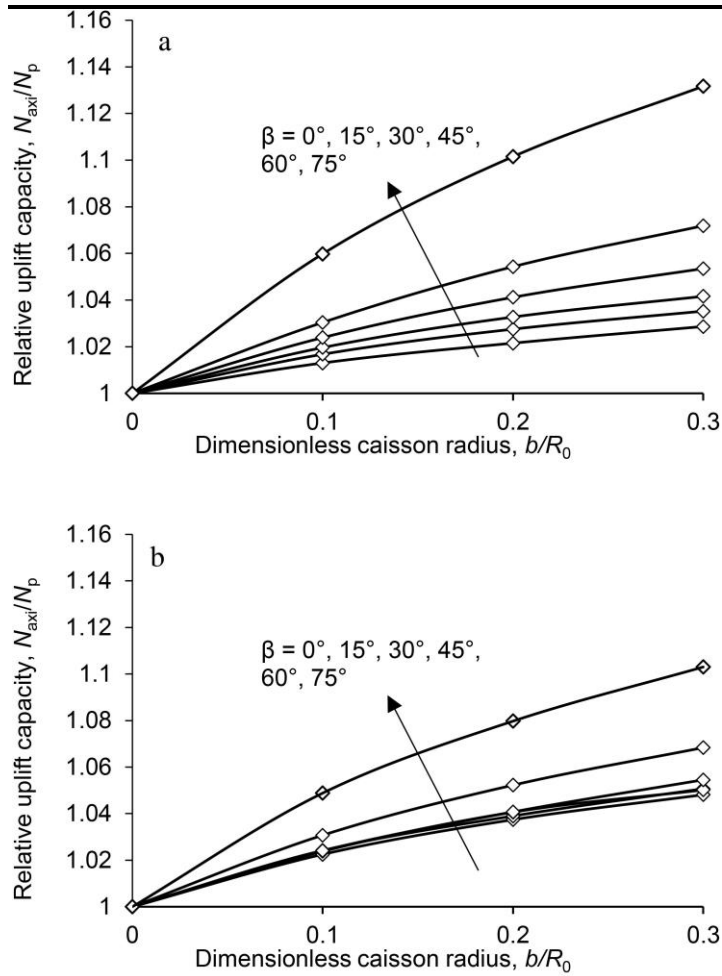 a
1.16
1.14
1.12
1.1
1.08
1.06
1.04
1.02
1
Relative uplift capacity, Naxi/Np
β = 0°, 15°, 30°, 45°,
60°, 75°
0 0.1 0.2 0.3
Dimensionless caisson radius, b/R0
b
1.16
1.14
1.12
1.1
1.08
1.06
1.04
1.02
1
Relative uplift capacity, Naxi/Np
β = 0°, 15°, 30°, 45°,
60°, 75°
0 0.1 0.2 0.3
Dimensionless caisson radius, b/R0